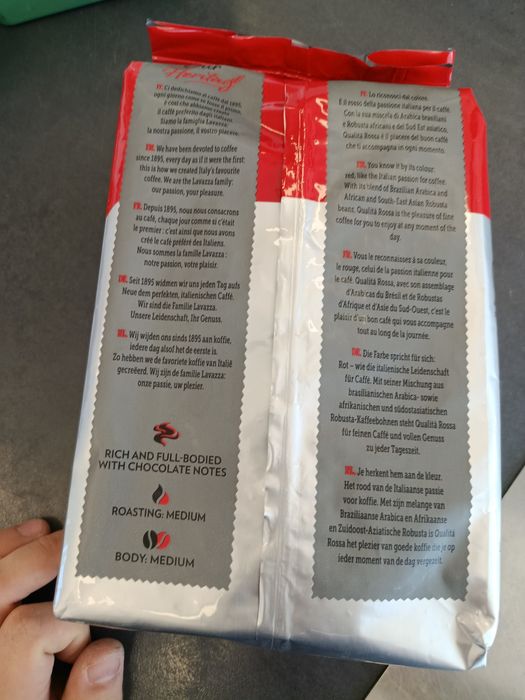 Our
Heritage
IT. Ci dedichiamo al caffè dal 1895,
ogni giorno come se fosse il primo,
è così che abbiamo creato
il caffè preferito dagli italiani.
Siamo la famiglia Lavazza:
la nostra passione, il vostro piacere.
EN. We have been devoted to coffee
since 1895, every day as if it were the first:
this is how we created Italy's favourite
coffee. We are the Lavazza family:
our passion, your pleasure.
FR. Depuis 1895, nous nous consacrons
au café, chaque jour comme si c'était
le premier : c'est ainsi que nous avons
créé le café préféré des Italiens.
Nous sommes la famille Lavazza :
notre passion, votre plaisir.
DE. Seit 1895 widmen wir uns jeden Tag aufs
Neue dem perfekten, italienischen Caffè.
Wir sind die Familie Lavazza.
Unsere Leidenschaft, Ihr Genuss.
NL. Wij wijden ons sinds 1895 aan koffie,
iedere dag alsof het de eerste is.
Zo hebben we de favoriete koffie van Italië
gecreëerd. Wij zijn de familie Lavazza:
onze passie, uw plezier.
RICH AND FULL-BODIED
WITH CHOCOLATE NOTES
ROASTING: MEDIUM
BODY: MEDIUM
IT. Lo riconosci dal colore.
È il rosso della passione italiana per il caffè.
Con la sua miscela di Arabica brasiliani
e Robusta africani e del Sud Est asiatico,
Qualità Rossa è il piacere del buon caffè
che ti accompagna in ogni momento.
EN. You know it by its colour:
red, like the Italian passion for coffee.
With its blend of Brazilian Arabica and
African and South-East Asian Robusta
beans, Qualità Rossa is the pleasure of fine
coffee for you to enjoy at any moment of the
day.
FR. Vous le reconnaissez à sa couleur,
le rouge, celui de la passion italienne pour
le café. Qualità Rossa, avec son assemblage
d'Arabicas du Brésil et de Robustas
d'Afrique et d'Asie du Sud-Ouest, c'est le
plaisir d'un bon café qui vous accompagne
tout au long de la journée.
DE. Die Farbe spricht für sich:
Rot – wie die italienische Leidenschaft
für Caffè. Mit seiner Mischung aus
brasilianischen Arabica- sowie
afrikanischen und südostasiatischen
Robusta-Kaffeebohnen steht Qualità Rossa
für feinen Caffè und vollen Genuss
zu jeder Tageszeit.
NL. Je herkent hem aan de kleur.
Het rood van de Italiaanse passie
voor koffie. Met zijn melange van
Braziliaanse Arabica en Afrikaanse
en Zuidoost-Aziatische Robusta is Qualità
Rossa het plezier van goede koffie die je op
ieder moment van de dag vergezelt.